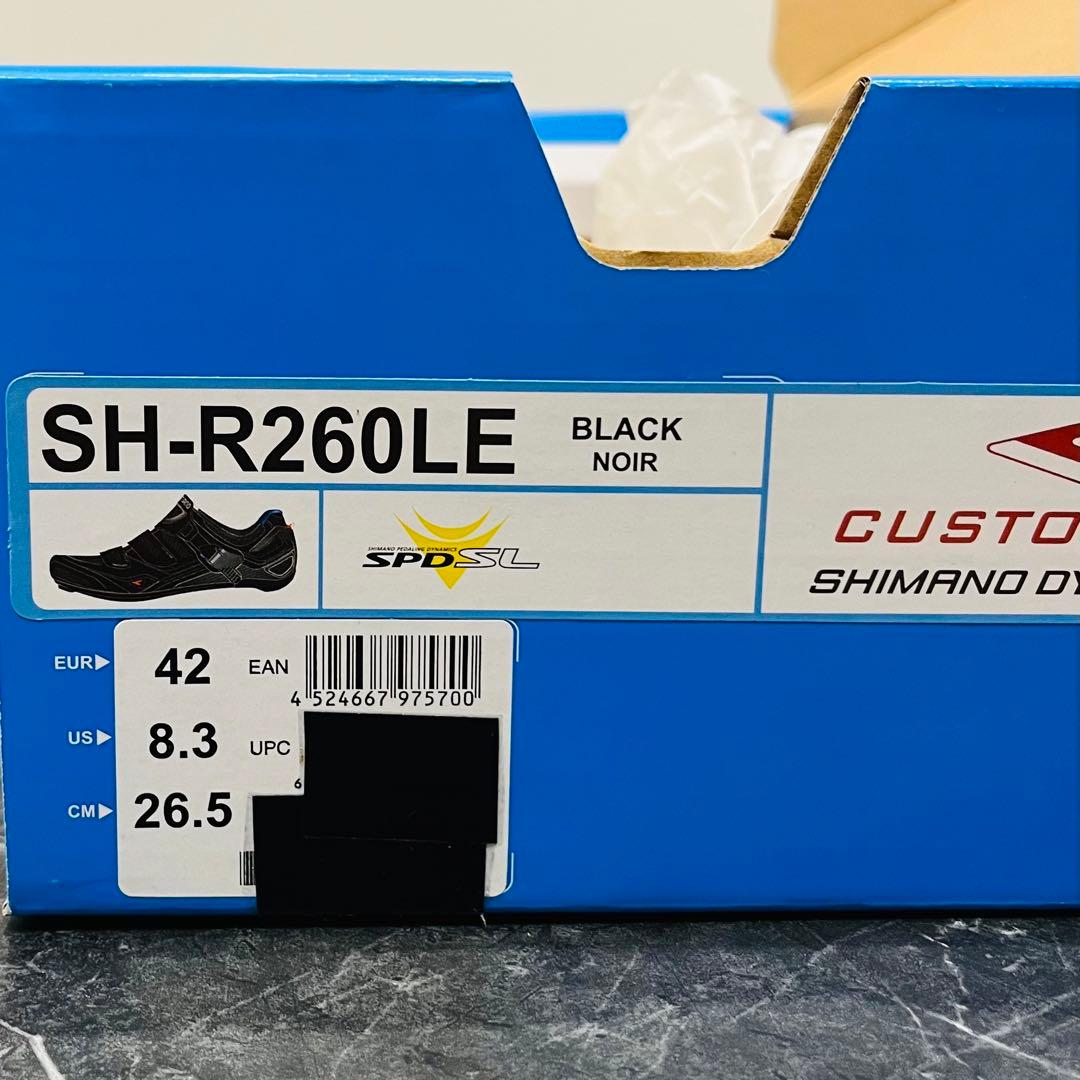 SH-R260LE
BLACK
NOIR
SHIMANO PEDALING DYNAMICS
SPD SL
CUSTO
SHIMANO DY
EUR 42 EAN
4 524667 975700
US 8.3 UPC
6
CM 26.5